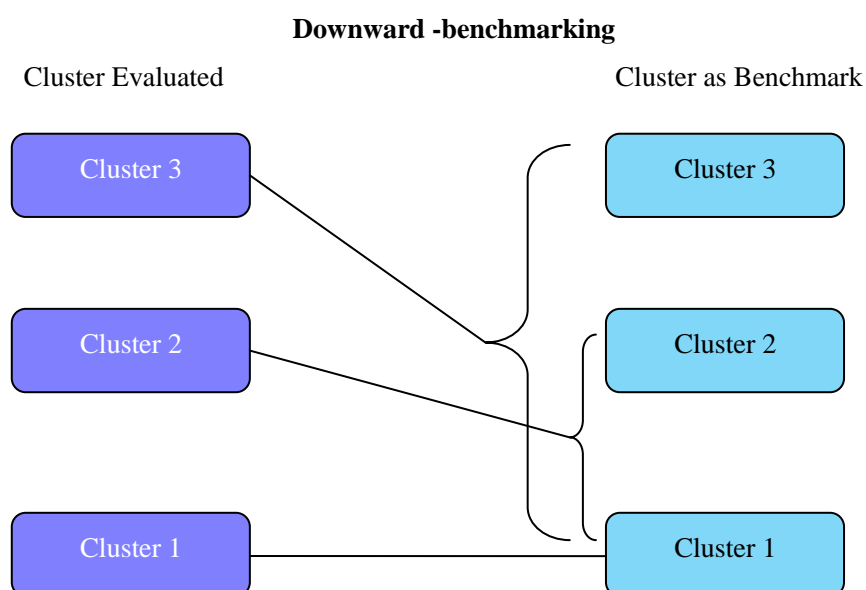 Downward -benchmarking
Cluster Evaluated
Cluster as Benchmark
Cluster 3
Cluster 3
Cluster 2
Cluster 2
Cluster 1
Cluster 1